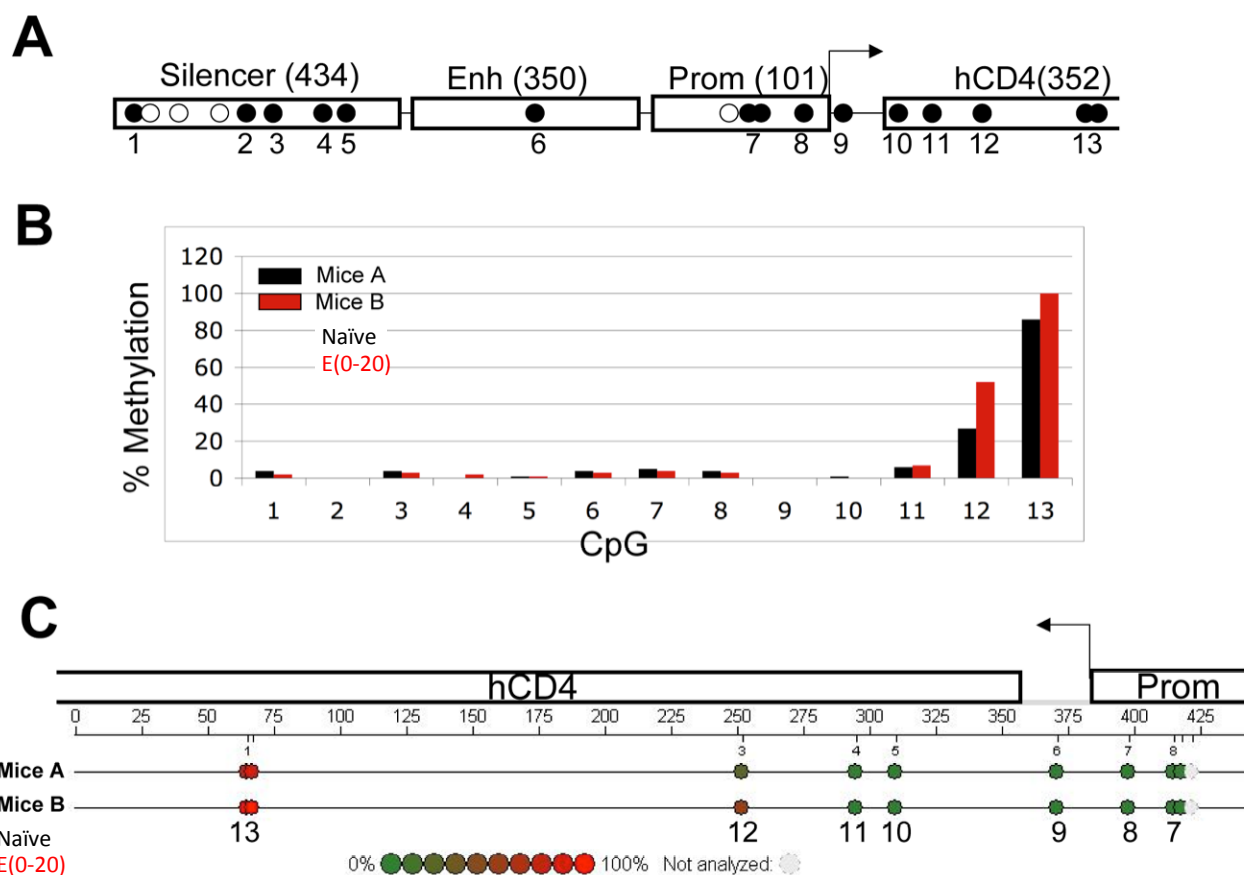 A
Silencer (434) Enh (350) Prom (101) hCD4(352)
1 2 3 4 5 6 7 8 9 10 11 12 13
B
120
100
80
60
40
20
0
% Methylation
Mice A
Mice B
Naïve
E(0-20)
1 2 3 4 5 6 7 8 9 10 11 12 13
CpG
C
hCD4 Prom
0 25 50 75 100 125 150 175 200 225 250 275 300 325 350 375 400 425
1 3 4 5 6 7 8
Mice A
Mice B
13 12 11 10 9 8 7
Naïve
E(0-20)
0% 100% Not analyzed: